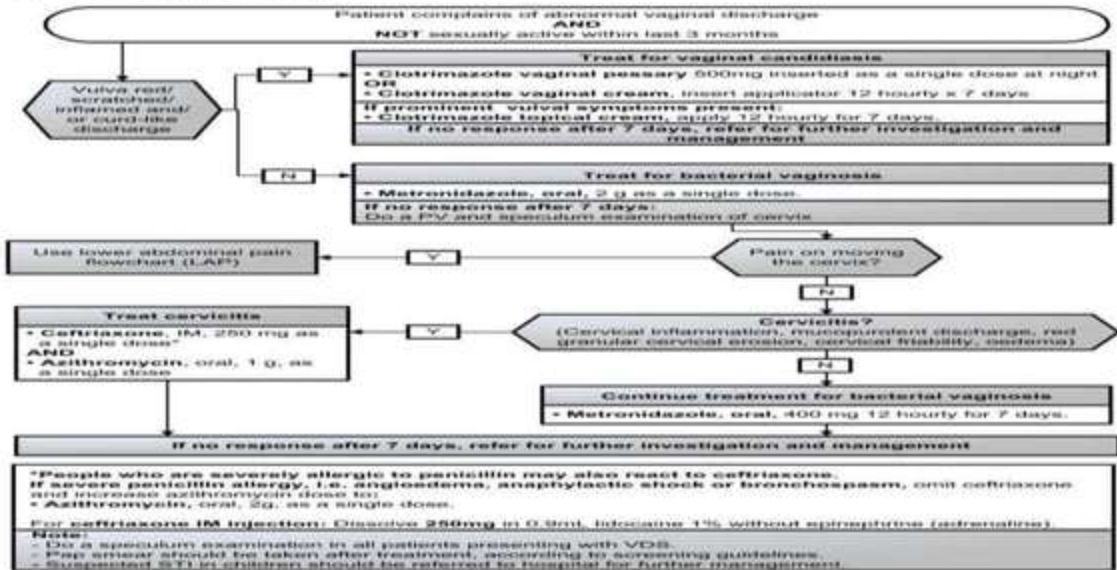 Patient complains of abnormal vaginal discharge
AND
NOT sexually active within last 3 months
Vulva red/
scratched/
inflamed and/
or curd-like
discharge
Y
Treat for vaginal candidiasis
• Clotrimazole vaginal pessary 500mg inserted as a single dose at night
OR
• Clotrimazole vaginal cream, insert applicator 12 hourly x 7 days
If prominent vulval symptoms present:
• Clotrimazole topical cream, apply 12 hourly for 7 days.
If no response after 7 days, refer for further investigation and
management
N
Treat for bacterial vaginosis
• Metronidazole, oral, 2 g as a single dose.
If no response after 7 days:
Do a PV and speculum examination of cervix
Use lower abdominal pain
flowchart (LAP)
Y
Pain on moving
the cervix?
N
Treat cervicitis
• Ceftriaxone, IM, 250 mg as
a single dose*
AND
• Azithromycin, oral, 1 g, as
a single dose
Y
Cervicitis?
(Cervical inflammation, mucopurulent discharge, red
granular cervical erosion, cervical friability, oedema)
N
Continue treatment for bacterial vaginosis
• Metronidazole, oral, 400 mg 12 hourly for 7 days.
If no response after 7 days, refer for further investigation and management
*People who are severely allergic to penicillin may also react to ceftriaxone.
If severe penicillin allergy, i.e. angioedema, anaphylactic shock or bronchospasm, omit ceftriaxone
and increase azithromycin dose to:
• Azithromycin, oral, 2g, as a single dose.
For ceftriaxone IM injection: Dissolve 250mg in 0.9mL lidocaine 1% without epinephrine (adrenaline).
Note:
- Do a speculum examination in all patients presenting with VDS.
- Pap smear should be taken after treatment, according to screening guidelines.
- Suspected STI in children should be referred to hospital for further management.